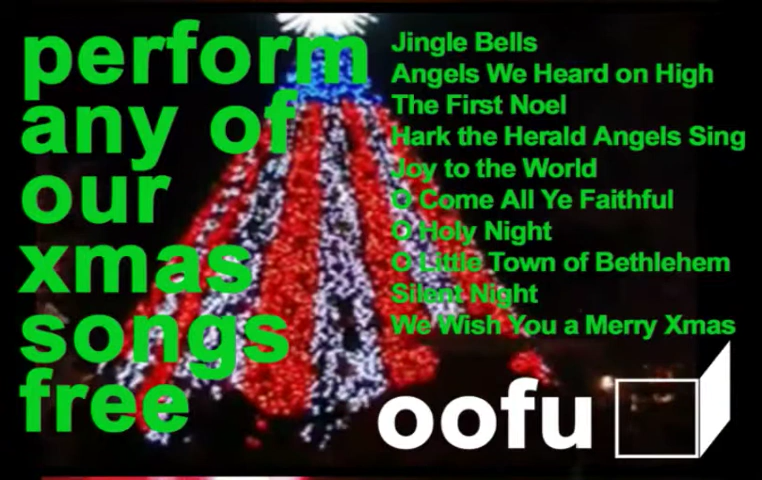 perform
any of
our
xmas
songs
free
Jingle Bells
Angels We Heard on High
The First Noel
Hark the Herald Angels Sing
Joy to the World
O Come All Ye Faithful
O Holy Night
O Little Town of Bethlehem
Silent Night
We Wish You a Merry Xmas
oofu